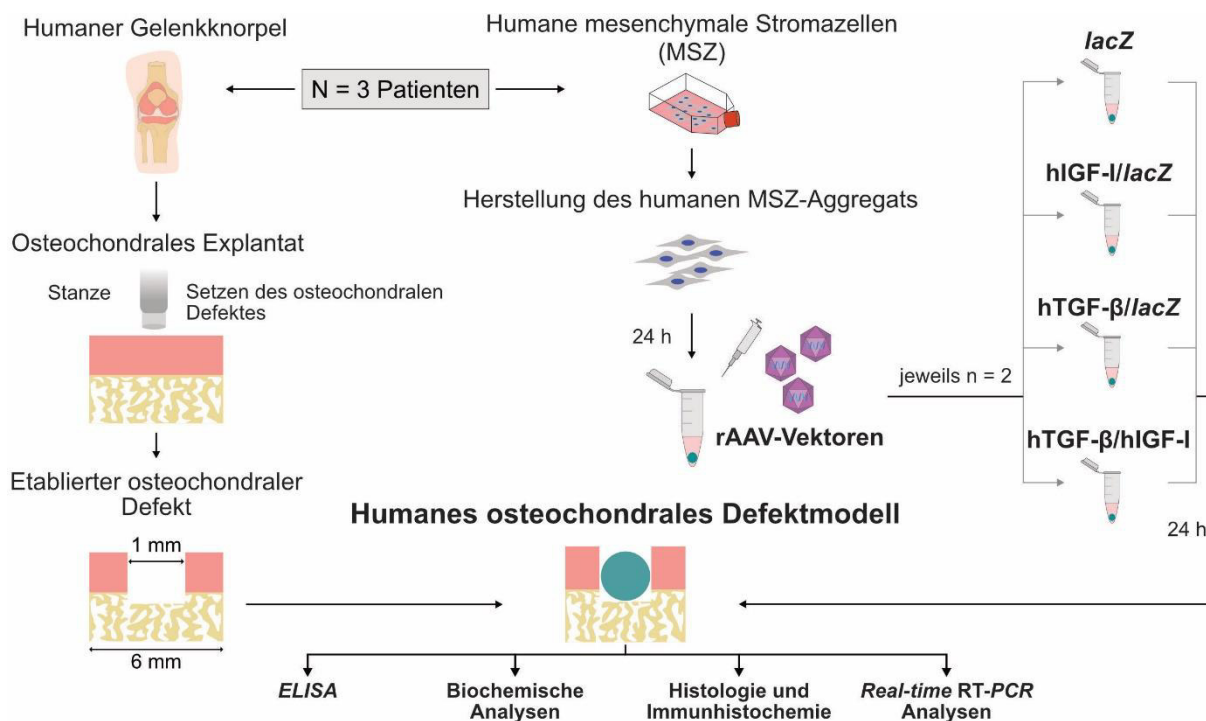 Humaner Gelenkknorpel
N = 3 Patienten
Humane mesenchymale Stromazellen
(MSZ)
Osteochondrales Explantat
Stanze
Setzen des osteochondralen
Defektes
Etablierter osteochondraler
Defekt
1 mm
6 mm
Herstellung des humanen MSZ-Aggregats
24 h
rAAV-Vektoren
jeweils n = 2
lacZ
hIGF-I/lacZ
hTGF-β/lacZ
hTGF-β/hIGF-I
24 h
Humanes osteochondrales Defektmodell
ELISA
Biochemische
Analysen
Histologie und
Immunhistochemie
Real-time RT-PCR
Analysen